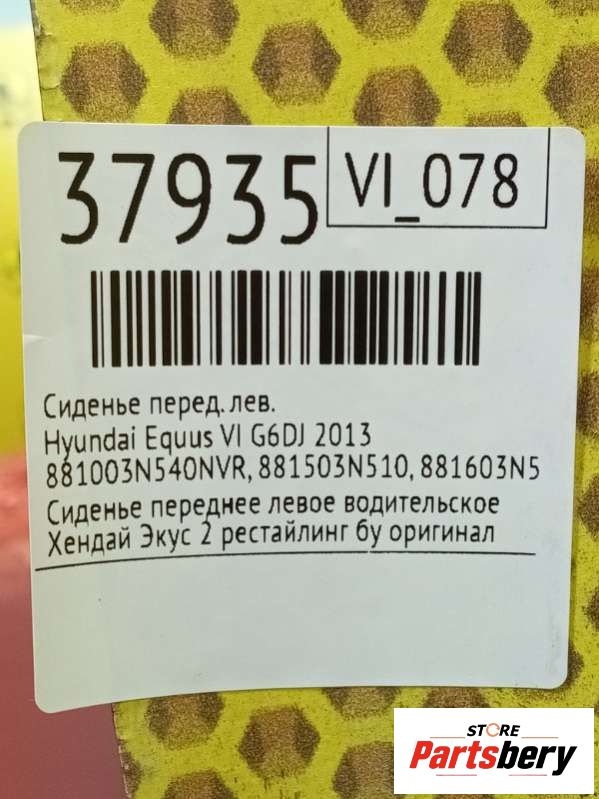 37935
VI_078
Сиденье перед. лев.
Hyundai Equus VI G6DJ 2013
881003N540NVR, 881503N510, 881603N5
Сиденье переднее левое водительское
Хендай Экус 2 рестайлинг бу оригинал
STORE
Partsbery